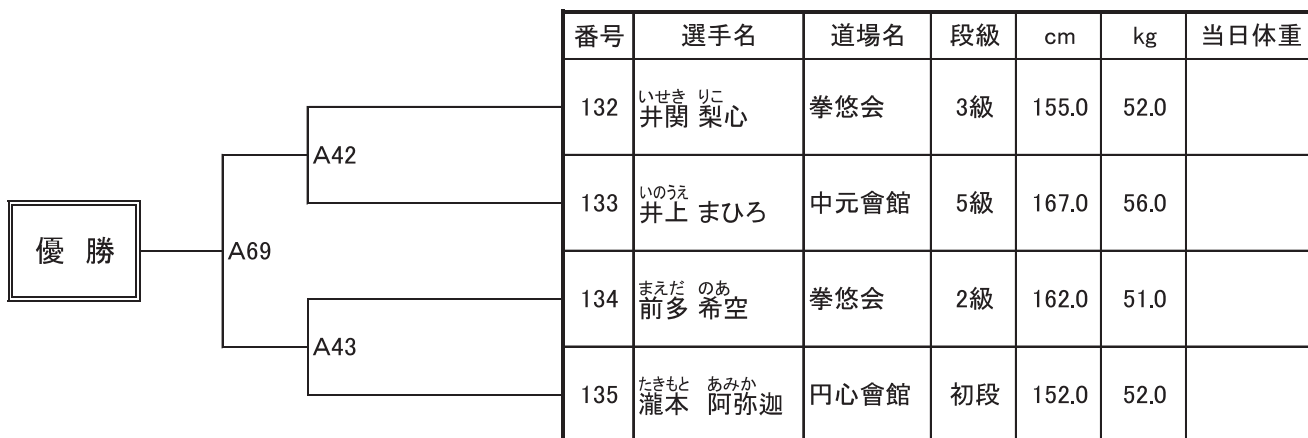 番号 選手名 道場名 段級 cm kg 当日体重
いせき りこ
132 井関 梨心 拳悠会 3級 155.0 52.0
A42
いのうえ
133 井上 まひろ 中元會館 5級 167.0 56.0
優 勝
A69
まえだ のあ
134 前多 希空 拳悠会 2級 162.0 51.0
A43
たきもと あみか
135 瀧本 阿弥迦 円心會館 初段 152.0 52.0